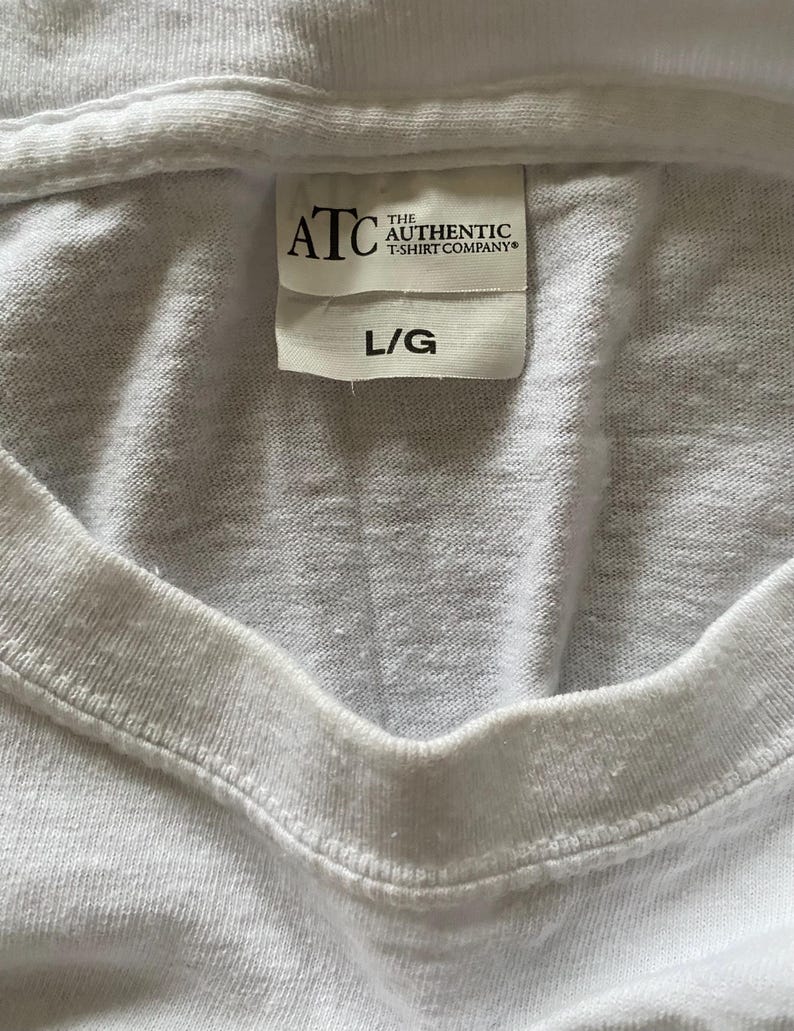 ATC THE
AUTHENTIC
T-SHIRT COMPANY®
L/G